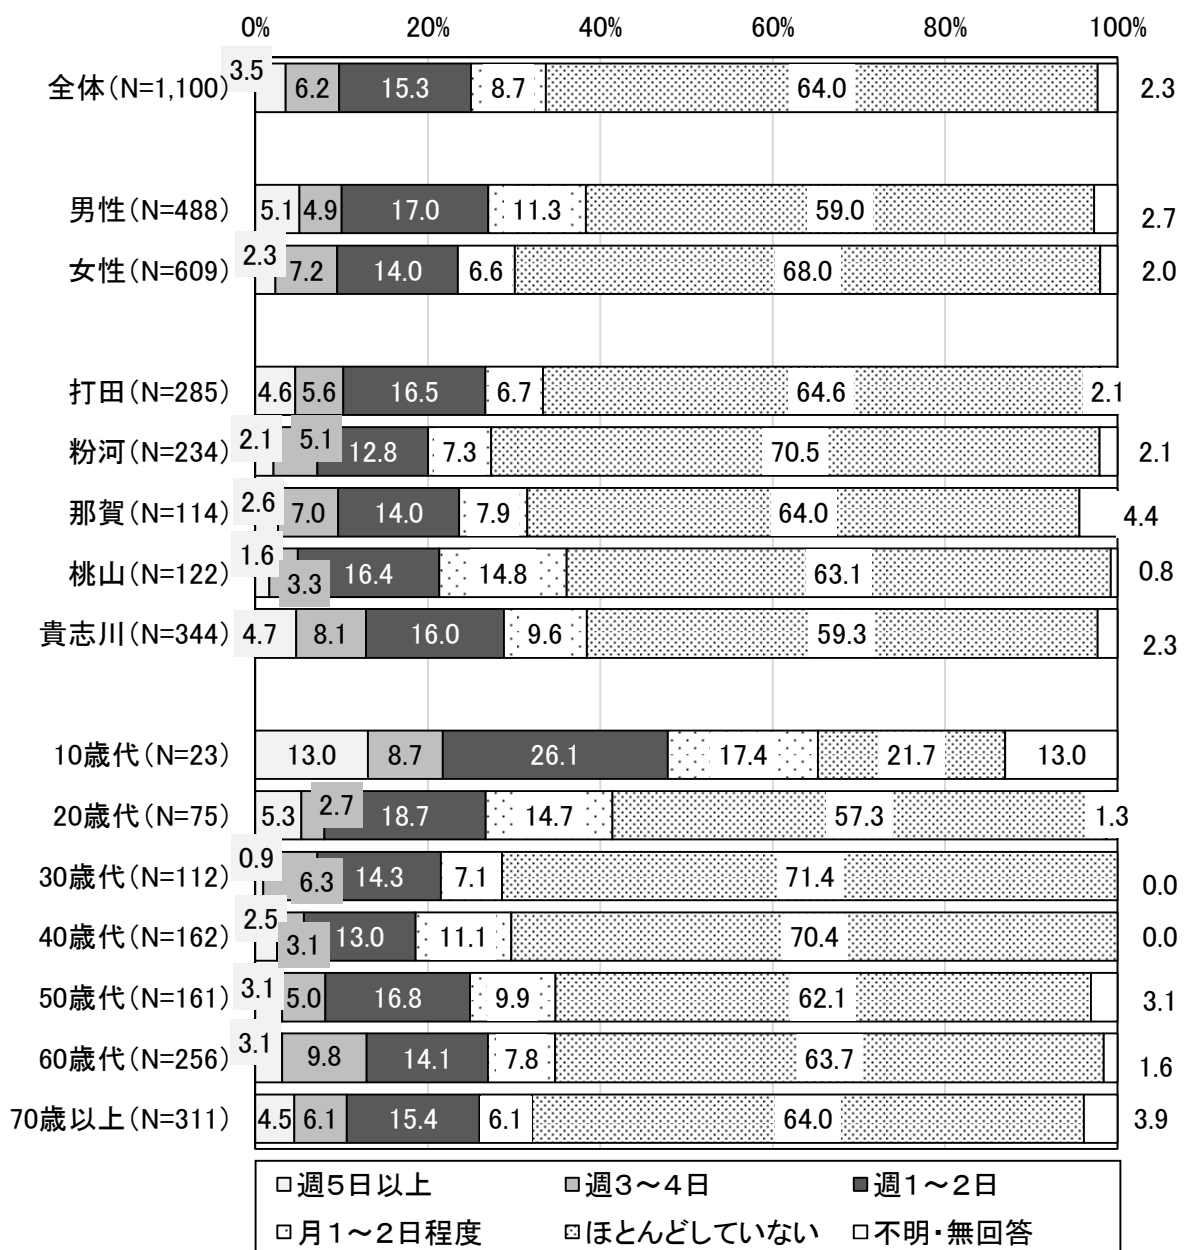 0% 20% 40% 60% 80% 100%
全体(N=1,100) 3.5 6.2 15.3 8.7 64.0 2.3
男性(N=488) 5.1 4.9 17.0 11.3 59.0 2.7
女性(N=609) 2.3 7.2 14.0 6.6 68.0 2.0
打田(N=285) 4.6 5.6 16.5 6.7 64.6 2.1
粉河(N=234) 2.1 5.1 12.8 7.3 70.5 2.1
那賀(N=114) 2.6 7.0 14.0 7.9 64.0 4.4
桃山(N=122) 1.6 3.3 16.4 14.8 63.1 0.8
貴志川(N=344) 4.7 8.1 16.0 9.6 59.3 2.3
10歳代(N=23) 13.0 8.7 26.1 17.4 21.7 13.0
20歳代(N=75) 5.3 2.7 18.7 14.7 57.3 1.3
30歳代(N=112) 0.9 6.3 14.3 7.1 71.4 0.0
40歳代(N=162) 2.5 3.1 13.0 11.1 70.4 0.0
50歳代(N=161) 3.1 5.0 16.8 9.9 62.1 3.1
60歳代(N=256) 3.1 9.8 14.1 7.8 63.7 1.6
70歳以上(N=311) 4.5 6.1 15.4 6.1 64.0 3.9
週5日以上 週3～4日 週1～2日
月1～2日程度 ほとんどしていない 不明・無回答